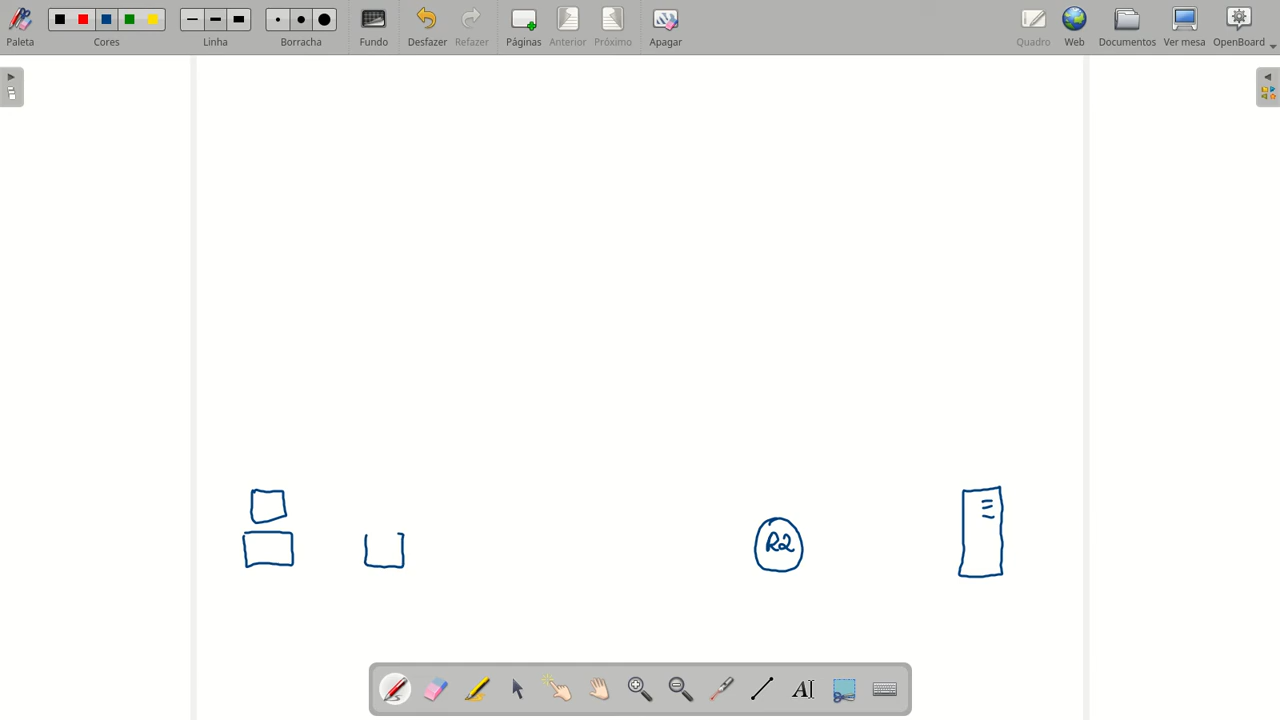 Paleta
Cores
Linha
Borracha
Fundo
Desfazer
Refazer
Páginas
Anterior
Próximo
Apagar
Quadro
Web
Documentos
Ver mesa
OpenBoard
R2